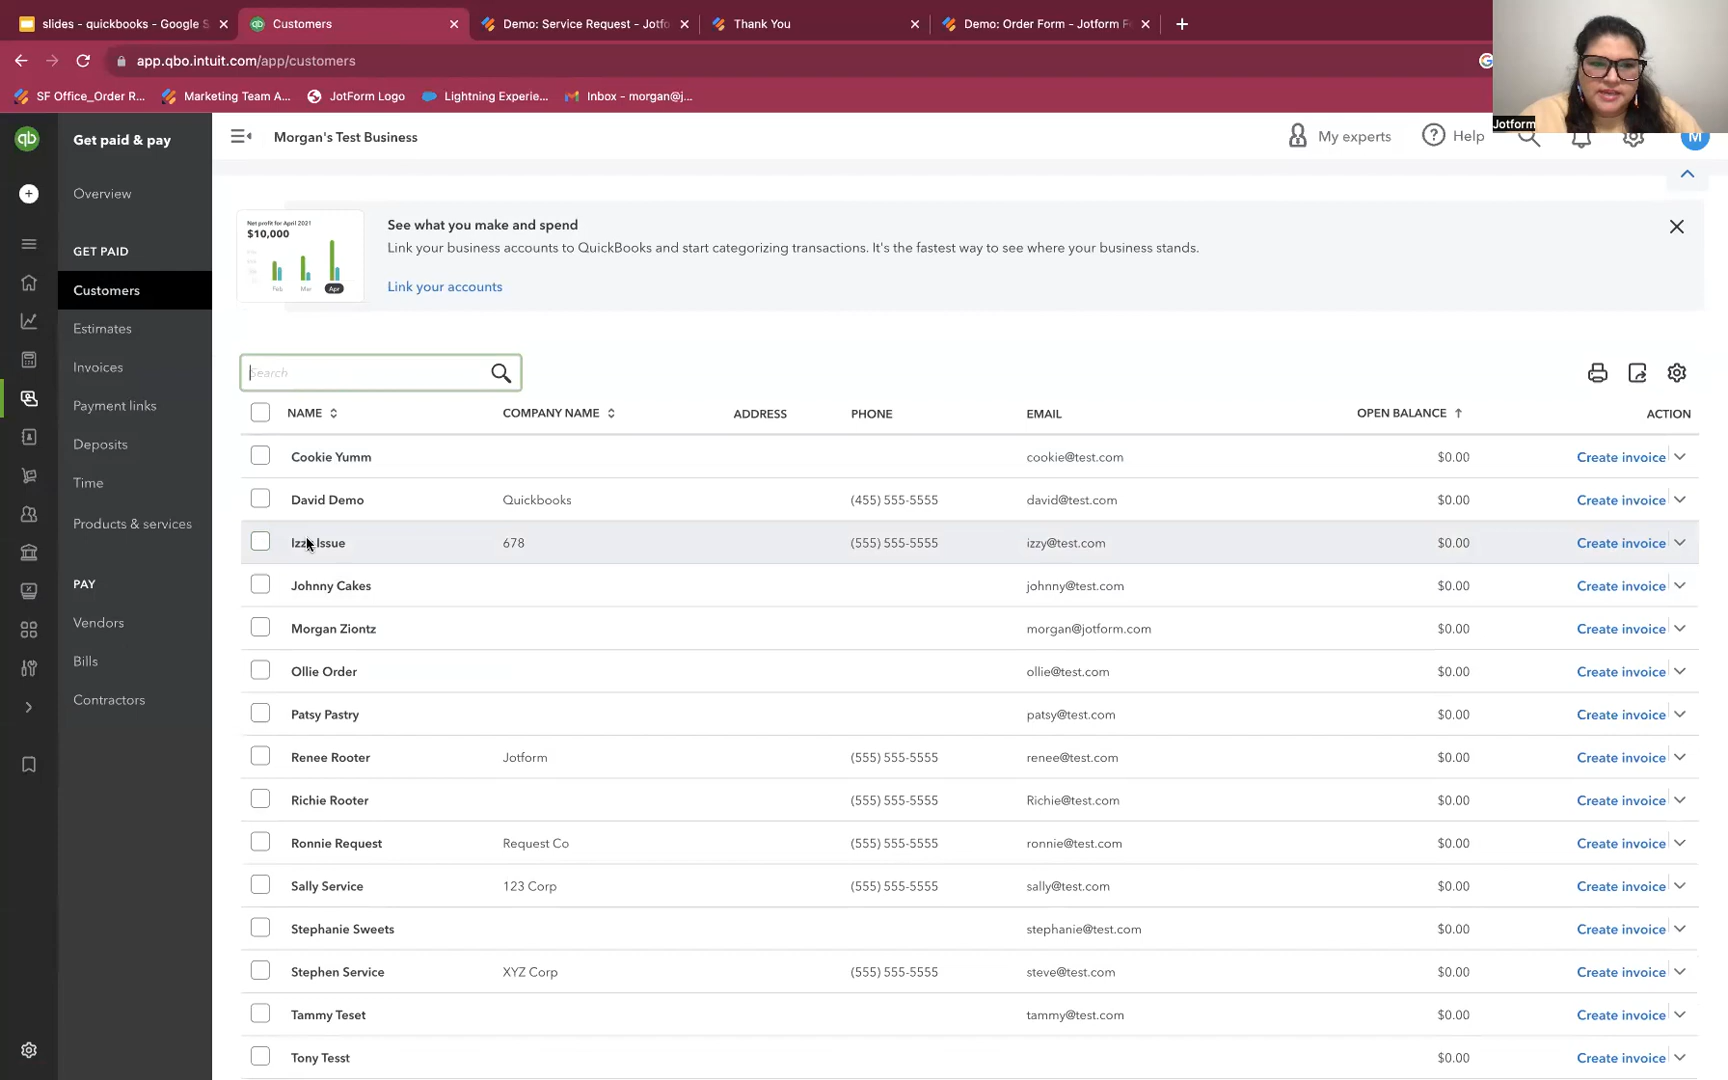 slides - quickbooks - Google S
Customers
Demo: Service Request - Jotfo
Thank You
Demo: Order Form - Jotform F
app.qbo.intuit.com/app/customers
SF Office_Order R...
Marketing Team A...
JotForm Logo
Lightning Experie...
Inbox - morgan@j...
Jotform
qb
Get paid & pay
Morgan's Test Business
My experts
Help
M
Overview
GET PAID
Customers
Estimates
Invoices
Payment links
Deposits
Time
Products & services
PAY
Vendors
Bills
Contractors
Net profit for April 2021
$10,000
Feb Mar Apr
See what you make and spend
Link your business accounts to QuickBooks and start categorizing transactions. It's the fastest way to see where your business stands.
Link your accounts
Search
NAME COMPANY NAME ADDRESS PHONE EMAIL OPEN BALANCE ACTION
Cookie Yumm cookie@test.com $0.00 Create invoice
David Demo Quickbooks (455) 555-5555 david@test.com $0.00 Create invoice
Izzy Issue 678 (555) 555-5555 izzy@test.com $0.00 Create invoice
Johnny Cakes johnny@test.com $0.00 Create invoice
Morgan Ziontz morgan@jotform.com $0.00 Create invoice
Ollie Order ollie@test.com $0.00 Create invoice
Patsy Pastry patsy@test.com $0.00 Create invoice
Renee Rooter Jotform (555) 555-5555 renee@test.com $0.00 Create invoice
Richie Rooter (555) 555-5555 Richie@test.com $0.00 Create invoice
Ronnie Request Request Co (555) 555-5555 ronnie@test.com $0.00 Create invoice
Sally Service 123 Corp (555) 555-5555 sally@test.com $0.00 Create invoice
Stephanie Sweets stephanie@test.com $0.00 Create invoice
Stephen Service XYZ Corp (555) 555-5555 steve@test.com $0.00 Create invoice
Tammy Teset tammy@test.com $0.00 Create invoice
Tony Tesst $0.00 Create invoice